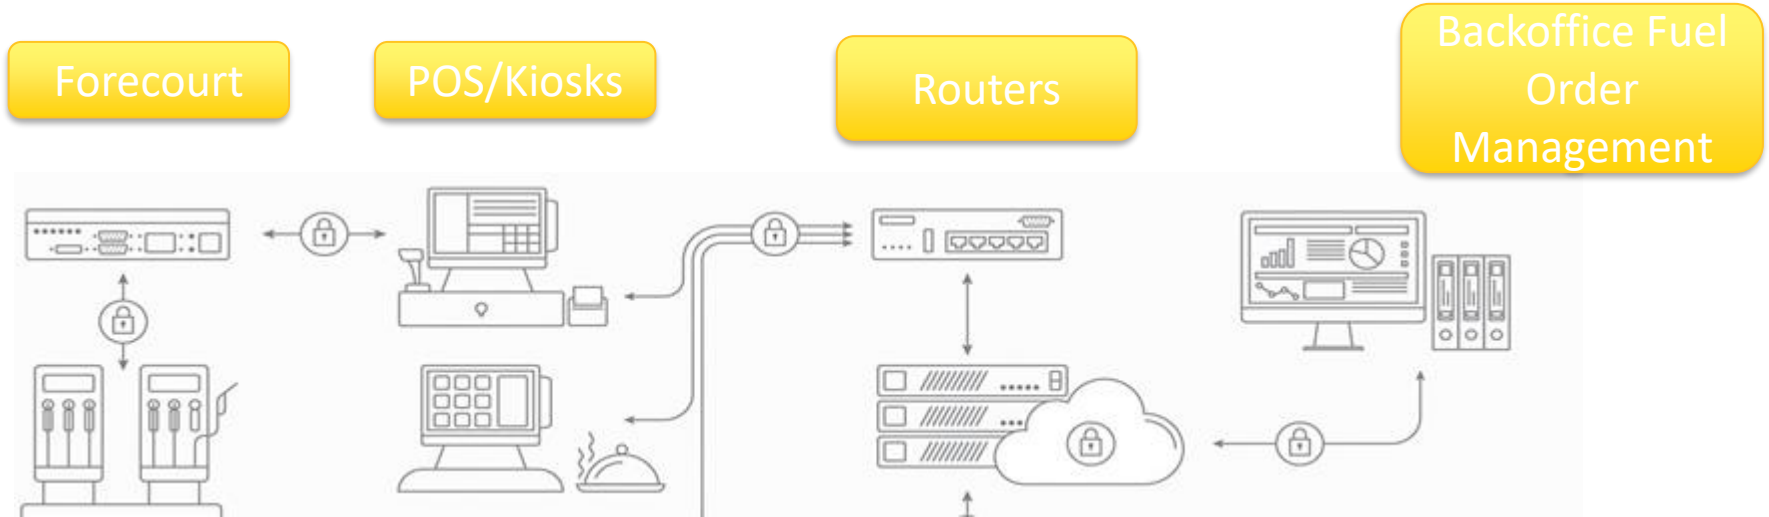 Forecourt
POS/Kiosks
Routers
Backoffice Fuel
Order
Management